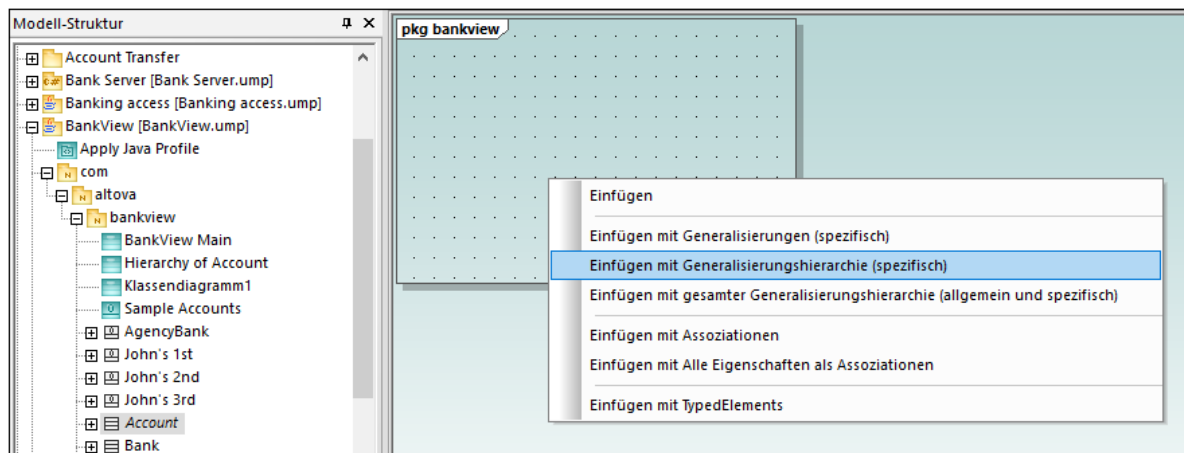 Modell-Struktur
Account Transfer
Bank Server [Bank Server.ump]
Banking access [Banking access.ump]
BankView [BankView.ump]
Apply Java Profile
com
altova
bankview
BankView Main
Hierarchy of Account
Klassendiagramm1
Sample Accounts
AgencyBank
John's 1st
John's 2nd
John's 3rd
Account
Bank
pkg bankview
Einfügen
Einfügen mit Generalisierungen (spezifisch)
Einfügen mit Generalisierungshierarchie (spezifisch)
Einfügen mit gesamter Generalisierungshierarchie (allgemein und spezifisch)
Einfügen mit Assoziationen
Einfügen mit Alle Eigenschaften als Assoziationen
Einfügen mit TypedElements